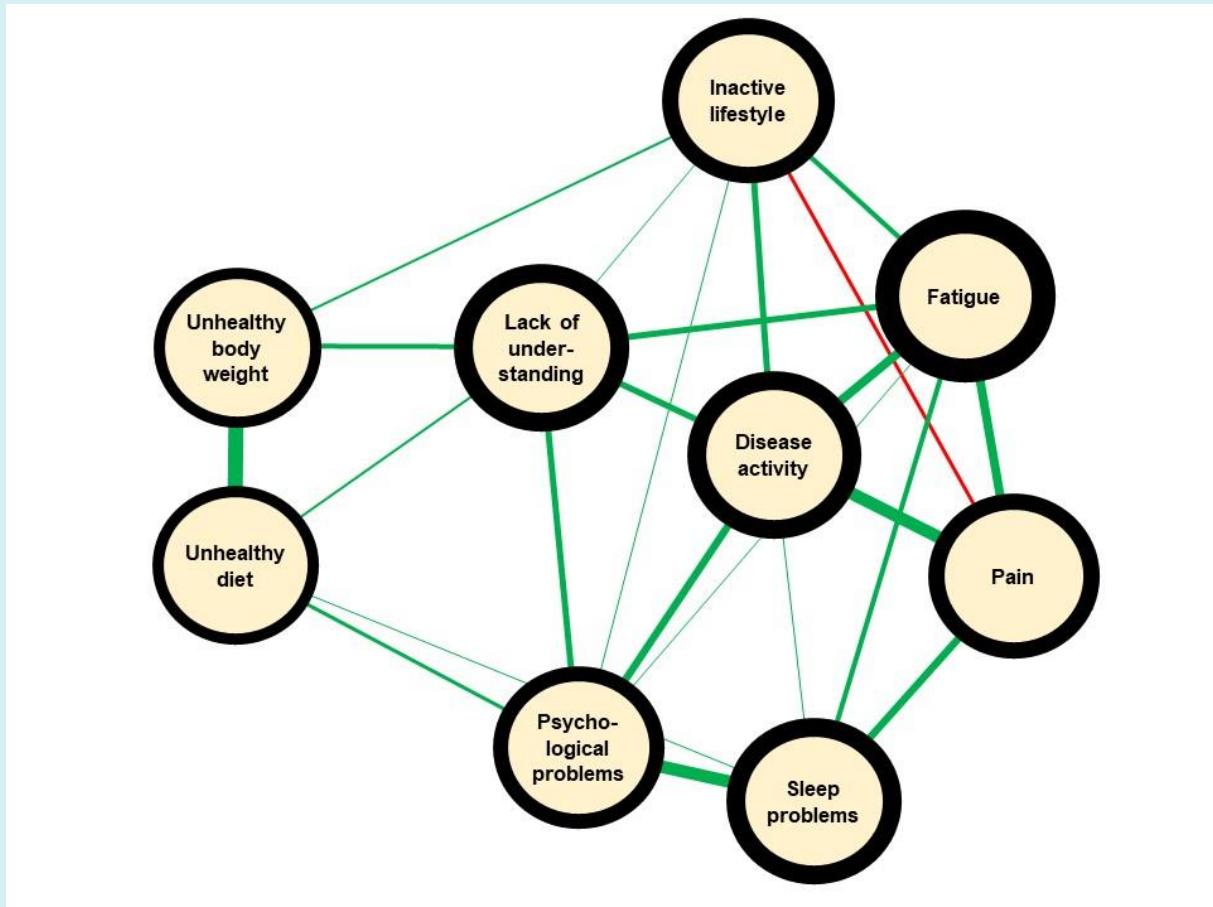 Inactive
lifestyle
Fatigue
Unhealthy
body
weight
Lack of
under-
standing
Disease
activity
Unhealthy
diet
Pain
Psycho-
logical
problems
Sleep
problems